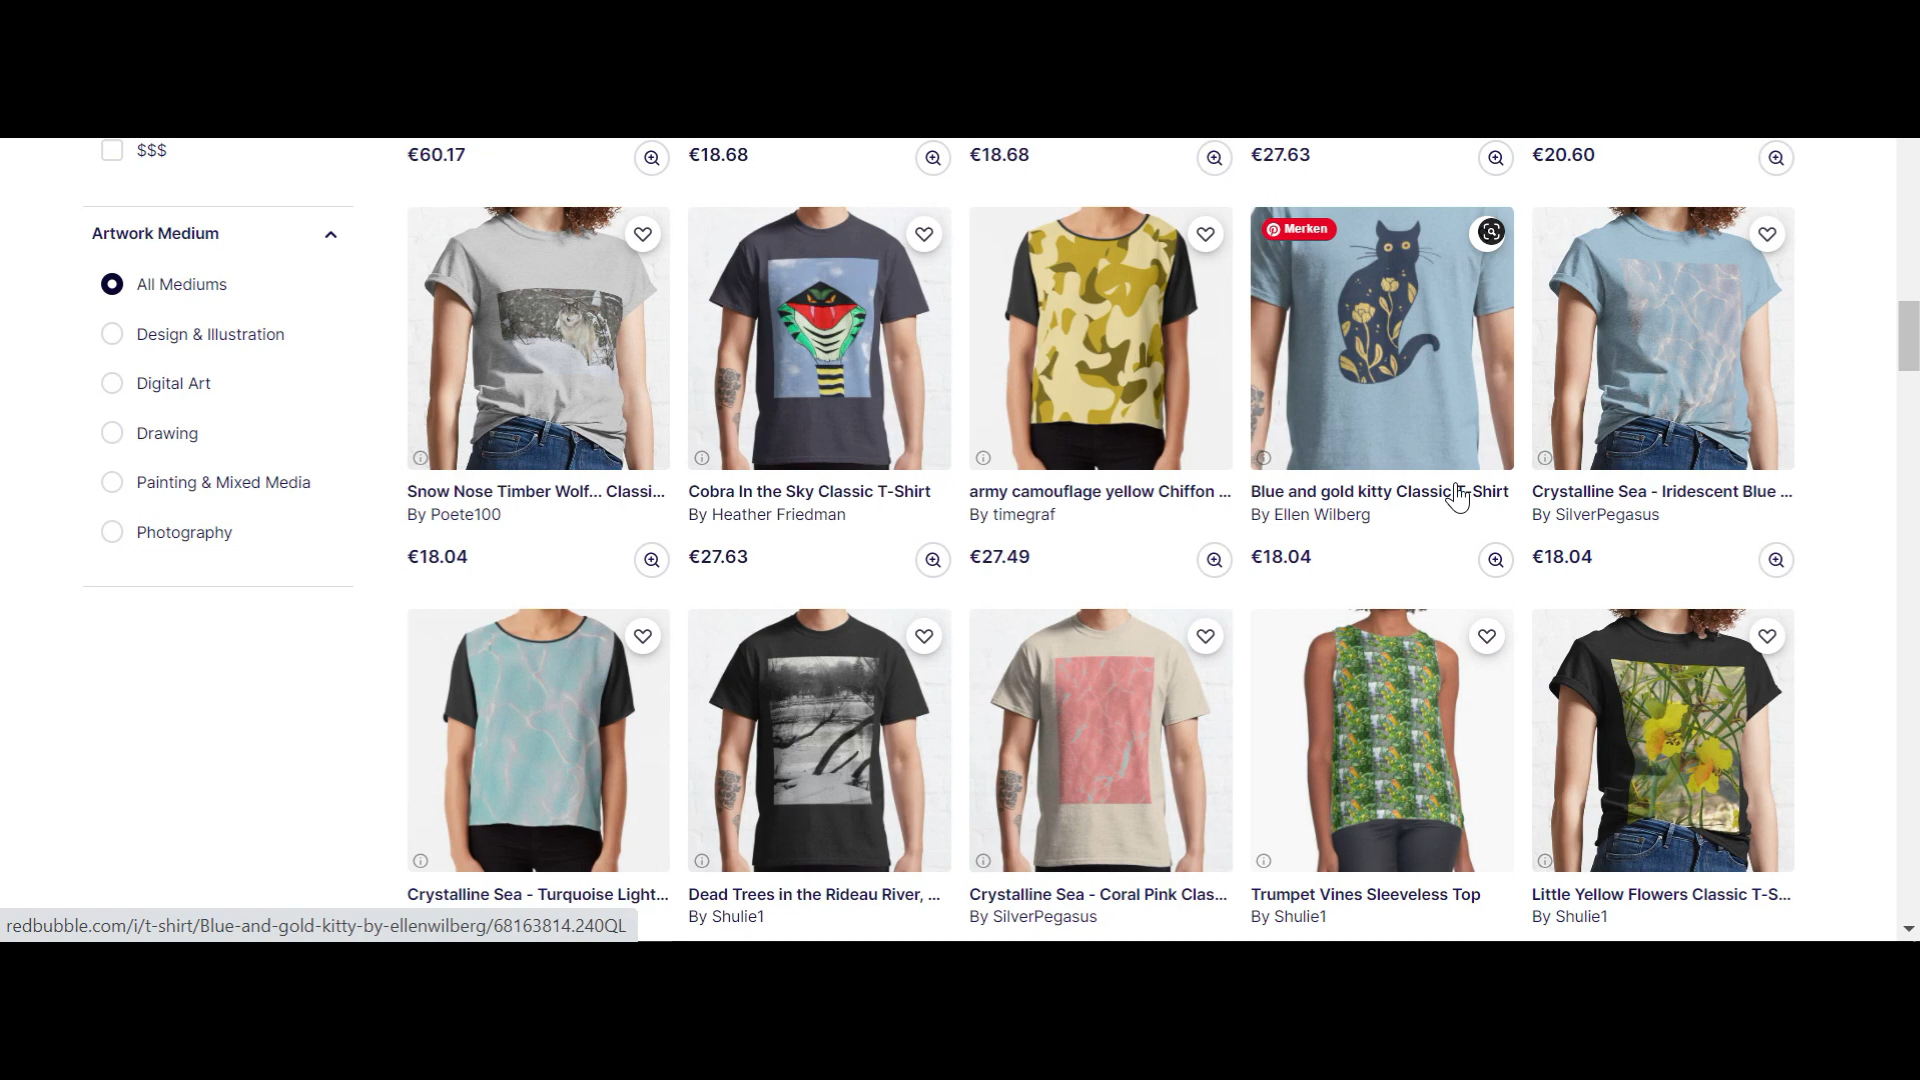 $$$
€60.17
€18.68
€18.68
€27.63
€20.60
Artwork Medium
All Mediums
Design & Illustration
Digital Art
Drawing
Painting & Mixed Media
Photography
Merken
Snow Nose Timber Wolf... Classi...
By Poete100
€18.04
Cobra In the Sky Classic T-Shirt
By Heather Friedman
€27.63
army camouflage yellow Chiffon ...
By timegraf
€27.49
Blue and gold kitty Classic T-Shirt
By Ellen Wilberg
€18.04
Crystalline Sea - Iridescent Blue ...
By SilverPegasus
€18.04
Crystalline Sea - Turquoise Light...
Dead Trees in the Rideau River, ...
By Shulie1
Crystalline Sea - Coral Pink Clas...
By SilverPegasus
Trumpet Vines Sleeveless Top
By Shulie1
Little Yellow Flowers Classic T-S...
By Shulie1
redbubble.com/i/t-shirt/Blue-and-gold-kitty-by-ellenwilberg/68163814.240QL